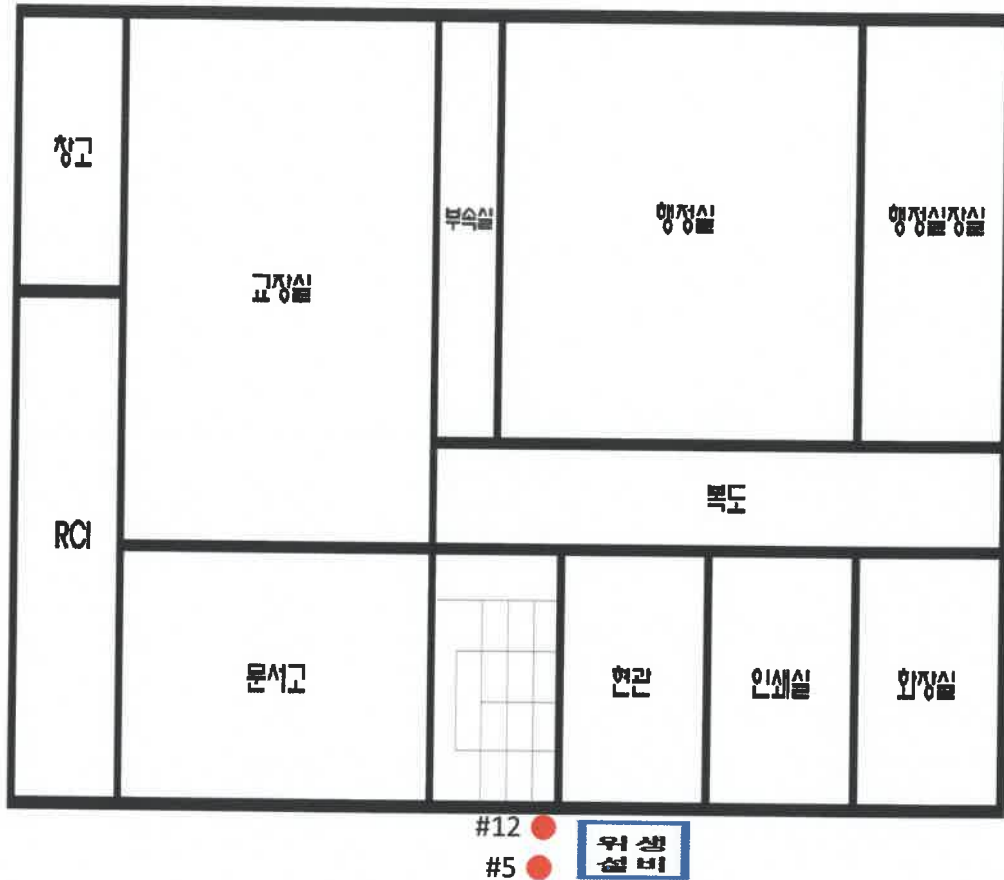 창고
부속실
행정실
행정실장실
교장실
복도
RCI
문서고
현관
인쇄실
화장실
#12
#5
위생
설비